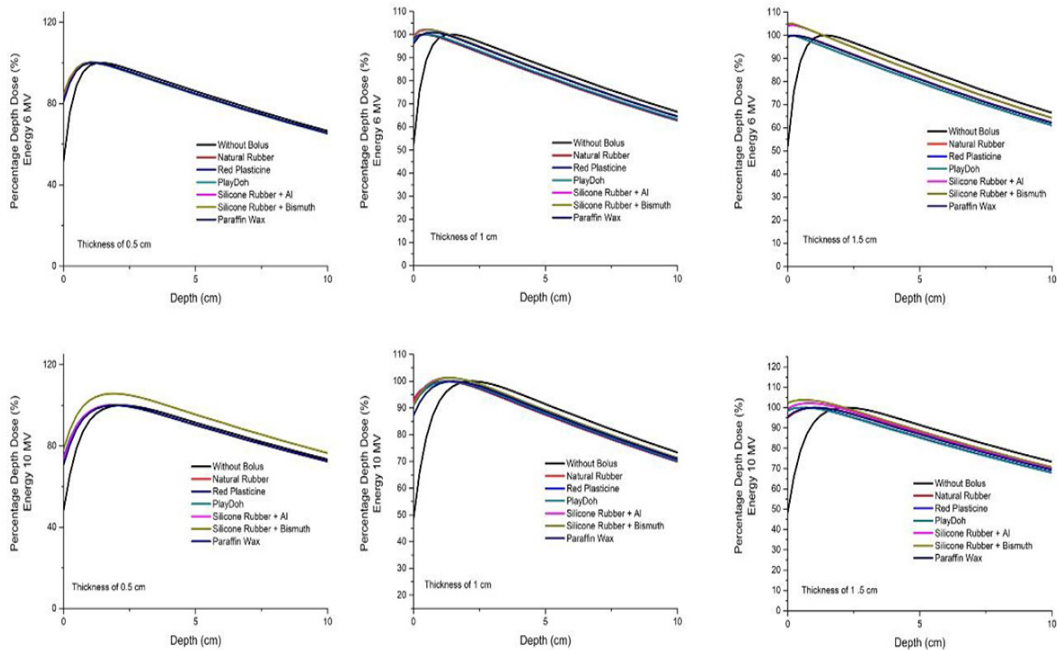 Percentage Depth Dose (%)
Energy 6 MV
120
80
40
0
Without Bolus
Natural Rubber
Red Plasticine
PlayDoh
Silicone Rubber + Al
Silicone Rubber + Bismuth
Paraffin Wax
Thickness of 0.5 cm
0 5 10
Depth (cm)
Percentage Depth Dose (%)
Energy 6 MV
110
100
90
80
70
60
50
40
30
20
10
0
Without Bolus
Natural Rubber
Red Plasticine
PlayDoh
Silicone Rubber + Al
Silicone Rubber + Bismuth
Paraffin Wax
Thickness of 1 cm
0 5 10
Depth (cm)
Percentage Depth Dose (%)
Energy 6 MV
110
100
90
80
70
60
50
40
30
20
10
0
Without Bolus
Natural Rubber
Red Plasticine
PlayDoh
Silicone Rubber + Al
Silicone Rubber + Bismuth
Paraffin Wax
Thickness of 1.5 cm
0 5 10
Depth (cm)
Percentage Depth Dose (%)
Energy 10 MV
120
80
40
0
Without Bolus
Natural Rubber
Red Plasticine
PlayDoh
Silicone Rubber + Al
Silicone Rubber + Bismuth
Paraffin Wax
Thickness of 0.5 cm
0 5 10
Depth (cm)
Percentage Depth Dose (%)
Energy 10 MV
110
100
90
80
70
60
50
40
30
20
Without Bolus
Natural Rubber
Red Plasticine
PlayDoh
Silicone Rubber + Al
Silicone Rubber + Bismuth
Paraffin Wax
Thickness of 1 cm
0 5 10
Depth (cm)
Percentage Depth Dose (%)
Energy 10 MV
120
110
100
90
80
70
60
50
40
30
20
10
0
Without Bolus
Natural Rubber
Red Plasticine
PlayDoh
Silicone Rubber + Al
Silicone Rubber + Bismuth
Paraffin Wax
Thickness of 1 .5 cm
0 5 10
Depth (cm)